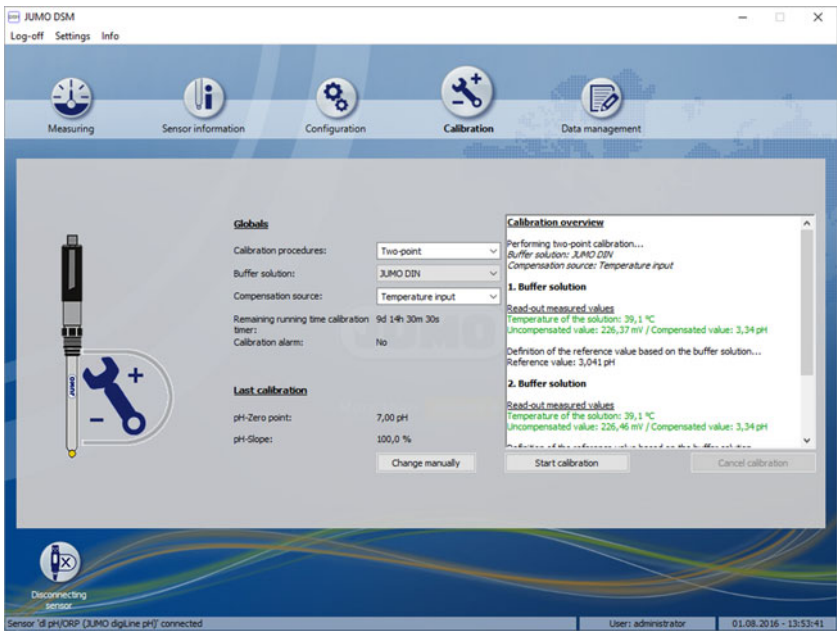 JUMO DSM
Log-off Settings Info
Measuring Sensor information Configuration Calibration Data management
Globals
Calibration procedures: Two-point
Buffer solution: JUMO DIN
Compensation source: Temperature input
Remaining running time calibration timer: 9d 14h 30m 30s
Calibration alarm: No
Last calibration
pH-Zero point: 7,00 pH
pH-Slope: 100,0 %
Change manually
Calibration overview
Performing two-point calibration...
Buffer solution: JUMO DIN
Compensation source: Temperature input
1. Buffer solution
Read-out measured values
Temperature of the solution: 39,1 °C
Uncompensated value: 226,37 mV / Compensated value: 3,34 pH
Definition of the reference value based on the buffer solution...
Reference value: 3,041 pH
2. Buffer solution
Read-out measured values
Temperature of the solution: 39,1 °C
Uncompensated value: 226,46 mV / Compensated value: 3,34 pH
Start calibration Cancel calibration
JUMO
JUMO
Disconnecting
sensor
Sensor 'dl pH/ORP (JUMO digiLine pH)' connected User: administrator 01.08.2016 - 13:53:41